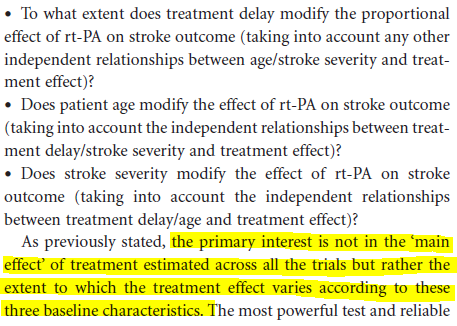 • To what extent does treatment delay modify the proportional
effect of rt-PA on stroke outcome (taking into account any other
independent relationships between age/stroke severity and treat-
ment effect)?
• Does patient age modify the effect of rt-PA on stroke outcome
(taking into account the independent relationships between treat-
ment delay/stroke severity and treatment effect)?
• Does stroke severity modify the effect of rt-PA on stroke
outcome (taking into account the independent relationships
between treatment delay/age and treatment effect)?
As previously stated, the primary interest is not in the ‘main
effect’ of treatment estimated across all the trials but rather the
extent to which the treatment effect varies according to these
three baseline characteristics. The most powerful test and reliable